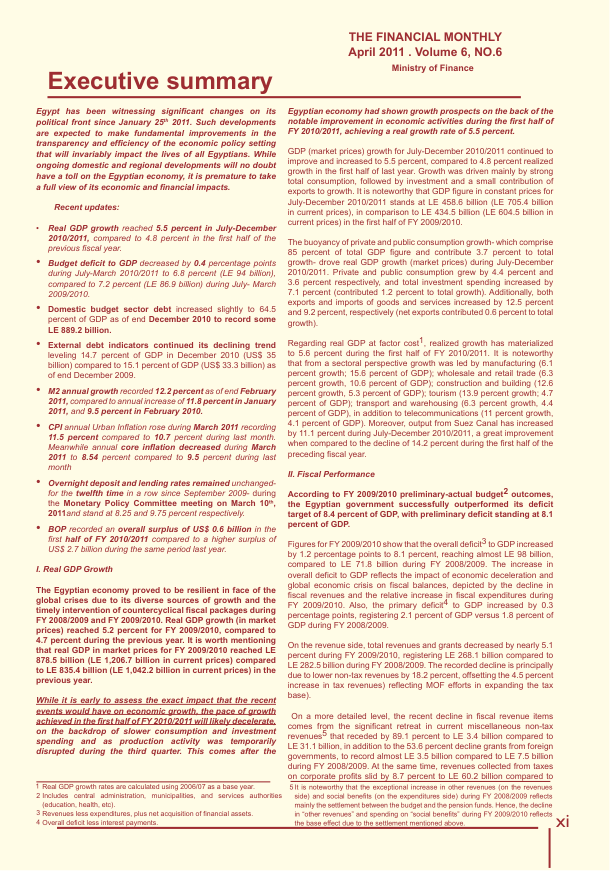 THE FINANCIAL MONTHLY
April 2011 . Volume 6, NO.6
Ministry of Finance
Executive summary
Egypt has been witnessing significant changes on its
political front since January 25th 2011. Such developments
are expected to make fundamental improvements in the
transparency and efficiency of the economic policy setting
that will invariably impact the lives of all Egyptians. While
ongoing domestic and regional developments will no doubt
have a toll on the Egyptian economy, it is premature to take
a full view of its economic and financial impacts.
Recent updates:
• Real GDP growth reached 5.5 percent in July-December
2010/2011, compared to 4.8 percent in the first half of the
previous fiscal year.
• Budget deficit to GDP decreased by 0.4 percentage points
during July-March 2010/2011 to 6.8 percent (LE 94 billion),
compared to 7.2 percent (LE 86.9 billion) during July- March
2009/2010.
• Domestic budget sector debt increased slightly to 64.5
percent of GDP as of end December 2010 to record some
LE 889.2 billion.
• External debt indicators continued its declining trend
leveling 14.7 percent of GDP in December 2010 (US$ 35
billion) compared to 15.1 percent of GDP (US$ 33.3 billion) as
of end December 2009.
• M2 annual growth recorded 12.2 percent as of end February
2011, compared to annual increase of 11.8 percent in January
2011, and 9.5 percent in February 2010.
• CPI annual Urban Inflation rose during March 2011 recording
11.5 percent compared to 10.7 percent during last month.
Meanwhile annual core inflation decreased during March
2011 to 8.54 percent compared to 9.5 percent during last
month
• Overnight deposit and lending rates remained unchanged-
for the twelfth time in a row since September 2009- during
the Monetary Policy Committee meeting on March 10th,
2011and stand at 8.25 and 9.75 percent respectively.
• BOP recorded an overall surplus of US$ 0.6 billion in the
first half of FY 2010/2011 compared to a higher surplus of
US$ 2.7 billion during the same period last year.
I. Real GDP Growth
The Egyptian economy proved to be resilient in face of the
global crises due to its diverse sources of growth and the
timely intervention of countercyclical fiscal packages during
FY 2008/2009 and FY 2009/2010. Real GDP growth (in market
prices) reached 5.2 percent for FY 2009/2010, compared to
4.7 percent during the previous year. It is worth mentioning
that real GDP in market prices for FY 2009/2010 reached LE
878.5 billion (LE 1,206.7 billion in current prices) compared
to LE 835.4 billion (LE 1,042.2 billion in current prices) in the
previous year.
While it is early to assess the exact impact that the recent
events would have on economic growth, the pace of growth
achieved in the first half of FY 2010/2011 will likely decelerate,
on the backdrop of slower consumption and investment
spending and as production activity was temporarily
disrupted during the third quarter. This comes after the
1 Real GDP growth rates are calculated using 2006/07 as a base year.
2 Includes central administration, municipalities, and services authorities
(education, health, etc).
3 Revenues less expenditures, plus net acquisition of financial assets.
4 Overall deficit less interest payments.
Egyptian economy had shown growth prospects on the back of the
notable improvement in economic activities during the first half of
FY 2010/2011, achieving a real growth rate of 5.5 percent.
GDP (market prices) growth for July-December 2010/2011 continued to
improve and increased to 5.5 percent, compared to 4.8 percent realized
growth in the first half of last year. Growth was driven mainly by strong
total consumption, followed by investment and a small contribution of
exports to growth. It is noteworthy that GDP figure in constant prices for
July-December 2010/2011 stands at LE 458.6 billion (LE 705.4 billion
in current prices), in comparison to LE 434.5 billion (LE 604.5 billion in
current prices) in the first half of FY 2009/2010.
The buoyancy of private and public consumption growth- which comprise
85 percent of total GDP figure and contribute 3.7 percent to total
growth- drove real GDP growth (market prices) during July-December
2010/2011. Private and public consumption grew by 4.4 percent and
3.6 percent respectively, and total investment spending increased by
7.1 percent (contributed 1.2 percent to total growth). Additionally, both
exports and imports of goods and services increased by 12.5 percent
and 9.2 percent, respectively (net exports contributed 0.6 percent to total
growth).
Regarding real GDP at factor cost1, realized growth has materialized
to 5.6 percent during the first half of FY 2010/2011. It is noteworthy
that from a sectoral perspective growth was led by manufacturing (6.1
percent growth; 15.6 percent of GDP); wholesale and retail trade (6.3
percent growth, 10.6 percent of GDP); construction and building (12.6
percent growth, 5.3 percent of GDP); tourism (13.9 percent growth; 4.7
percent of GDP); transport and warehousing (6.3 percent growth, 4.4
percent of GDP), in addition to telecommunications (11 percent growth,
4.1 percent of GDP). Moreover, output from Suez Canal has increased
by 11.1 percent during July-December 2010/2011, a great improvement
when compared to the decline of 14.2 percent during the first half of the
preceding fiscal year.
II. Fiscal Performance
According to FY 2009/2010 preliminary-actual budget2 outcomes,
the Egyptian government successfully outperformed its deficit
target of 8.4 percent of GDP, with preliminary deficit standing at 8.1
percent of GDP.
Figures for FY 2009/2010 show that the overall deficit3 to GDP increased
by 1.2 percentage points to 8.1 percent, reaching almost LE 98 billion,
compared to LE 71.8 billion during FY 2008/2009. The increase in
overall deficit to GDP reflects the impact of economic deceleration and
global economic crisis on fiscal balances, depicted by the decline in
fiscal revenues and the relative increase in fiscal expenditures during
FY 2009/2010. Also, the primary deficit4 to GDP increased by 0.3
percentage points, registering 2.1 percent of GDP versus 1.8 percent of
GDP during FY 2008/2009.
On the revenue side, total revenues and grants decreased by nearly 5.1
percent during FY 2009/2010, registering LE 268.1 billion compared to
LE 282.5 billion during FY 2008/2009. The recorded decline is principally
due to lower non-tax revenues by 18.2 percent, offsetting the 4.5 percent
increase in tax revenues) reflecting MOF efforts in expanding the tax
base).
On a more detailed level, the recent decline in fiscal revenue items
comes from the significant retreat in current miscellaneous non-tax
revenues5 that receded by 89.1 percent to LE 3.4 billion compared to
LE 31.1 billion, in addition to the 53.6 percent decline grants from foreign
governments, to record almost LE 3.5 billion compared to LE 7.5 billion
during FY 2008/2009. At the same time, revenues collected from taxes
on corporate profits slid by 8.7 percent to LE 60.2 billion compared to
5 It is noteworthy that the exceptional increase in other revenues (on the revenues
side) and social benefits (on the expenditures side) during FY 2008/2009 reflects
mainly the settlement between the budget and the pension funds. Hence, the decline
in "other revenues" and spending on "social benefits" during FY 2009/2010 reflects
the base effect due to the settlement mentioned above.
xi